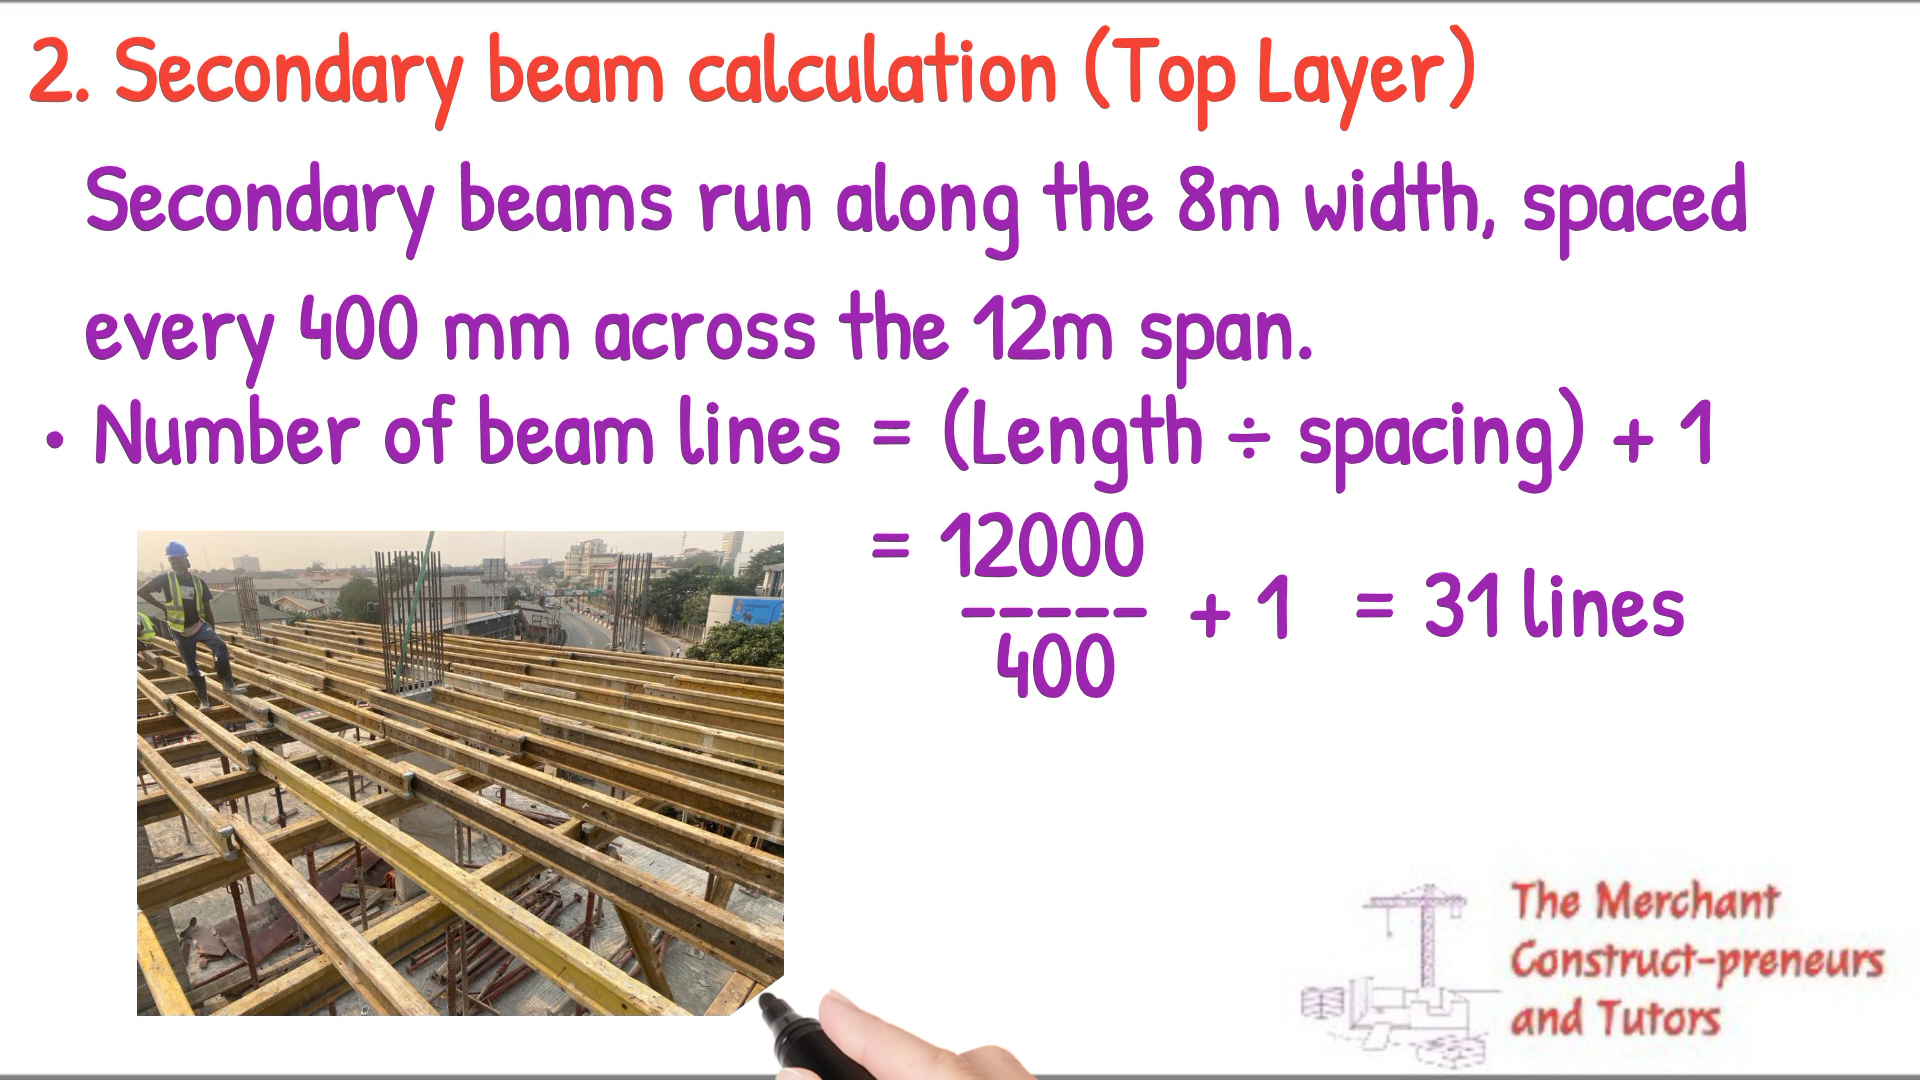 2. Secondary beam calculation (Top Layer)
Secondary beams run along the 8m width, spaced
every 400 mm across the 12m span.
• Number of beam lines = (Length ÷ spacing) + 1
= 12000
----- + 1 = 31 lines
400
The Merchant
Construct-preneurs
and Tutors